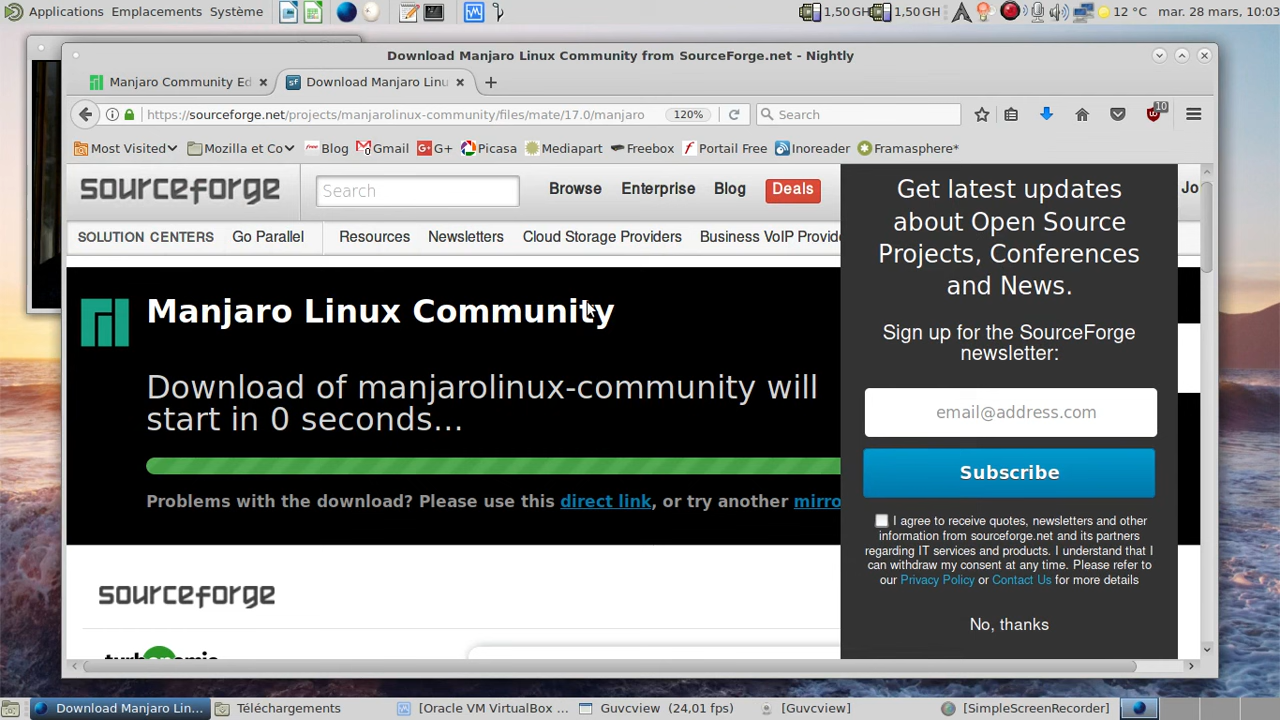 Applications Emplacements Système 1,50 GH 1,50 GH 12 °C mar. 28 mars, 10:03
Download Manjaro Linux Community from SourceForge.net - Nightly
Manjaro Community Ed Download Manjaro Linu
https://sourceforge.net/projects/manjarolinux-community/files/mate/17.0/manjaro 120% Search 10
Most Visited Mozilla et Co Blog Gmail G+ Picasa Mediapart Freebox Portail Free Inoreader Framasphere*
sourceforge Search Browse Enterprise Blog Deals Jo
SOLUTION CENTERS Go Parallel Resources Newsletters Cloud Storage Providers Business VoIP Provide
Manjaro Linux Community
Download of manjarolinux-community will
start in 0 seconds...
Problems with the download? Please use this direct link, or try another mirro
sourceforge
Get latest updates
about Open Source
Projects, Conferences
and News.
Sign up for the SourceForge
newsletter:
email@address.com
Subscribe
I agree to receive quotes, newsletters and other
information from sourceforge.net and its partners
regarding IT services and products. I understand that I
can withdraw my consent at any time. Please refer to
our Privacy Policy or Contact Us for more details
No, thanks
Download Manjaro Lin... Téléchargements [Oracle VM VirtualBox ... Guvcview (24,01 fps) [Guvcview] [SimpleScreenRecorder]